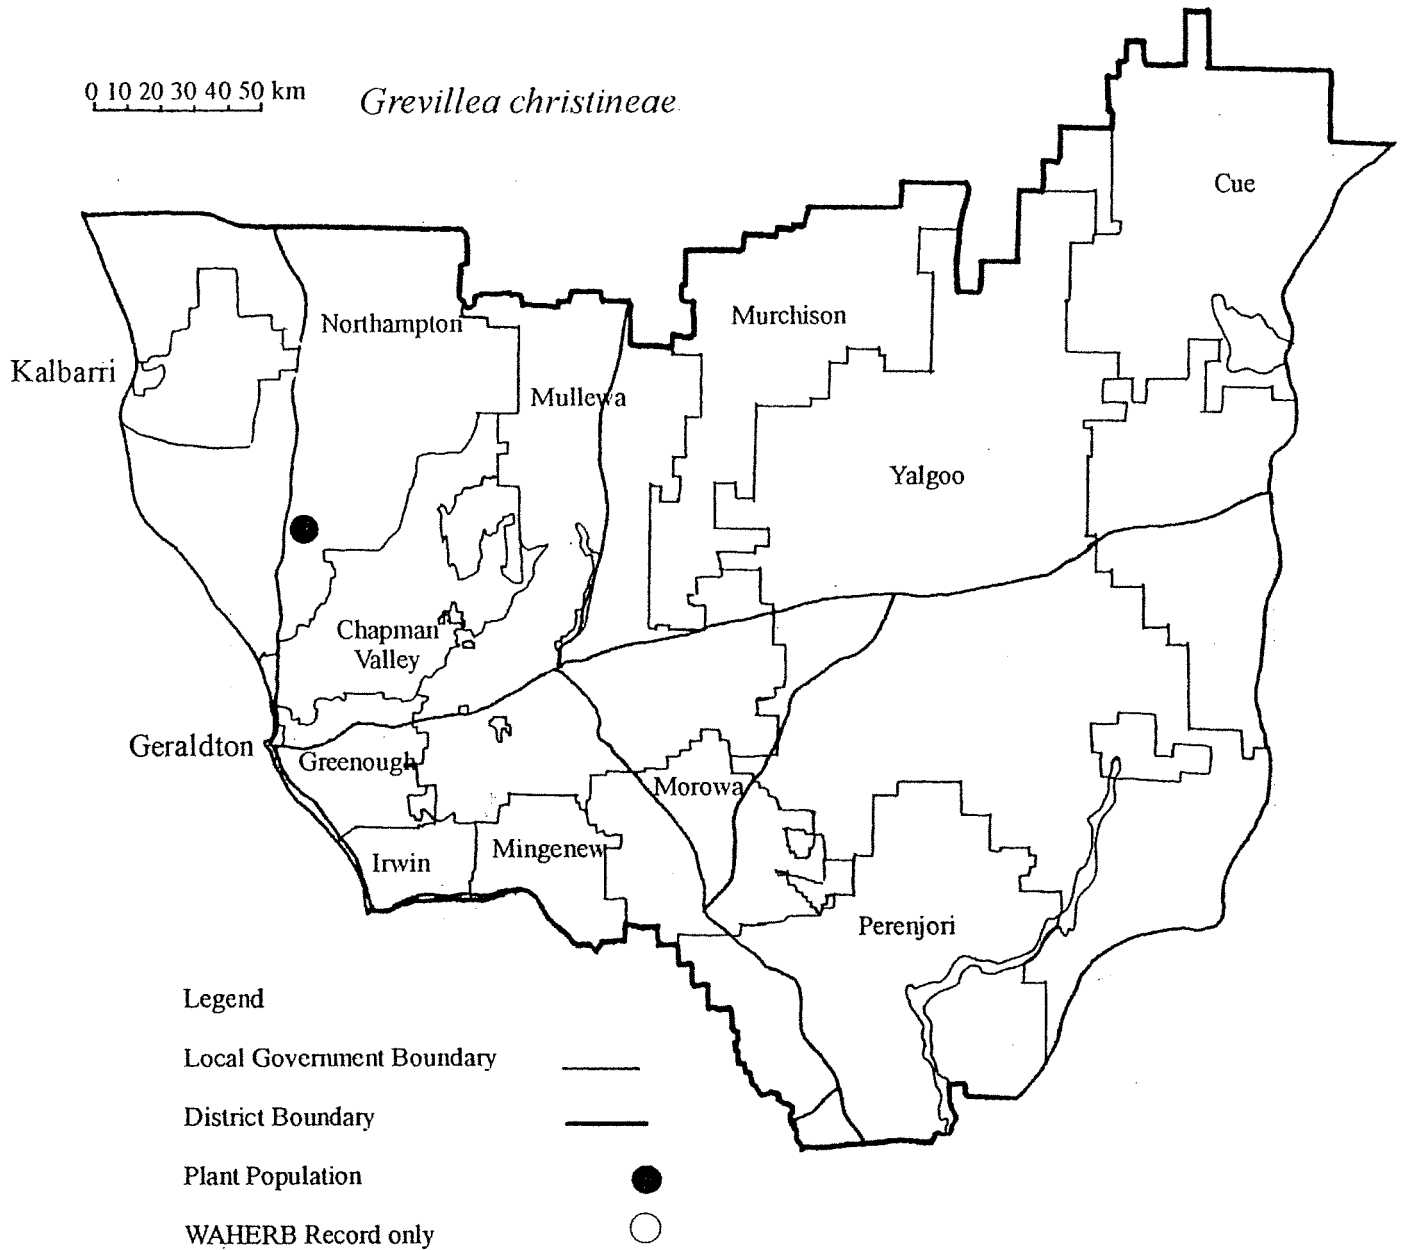 0 10 20 30 40 50 km
Grevillea christineae
Cue
Northampton
Murchison
Kalbarri
Mullewa
Yalgoo
Chapman
Valley
Geraldton
Greenough
Morowa
Irwin
Mingenew
Perenjori
Legend
Local Government Boundary
District Boundary
Plant Population
WAHERB Record only